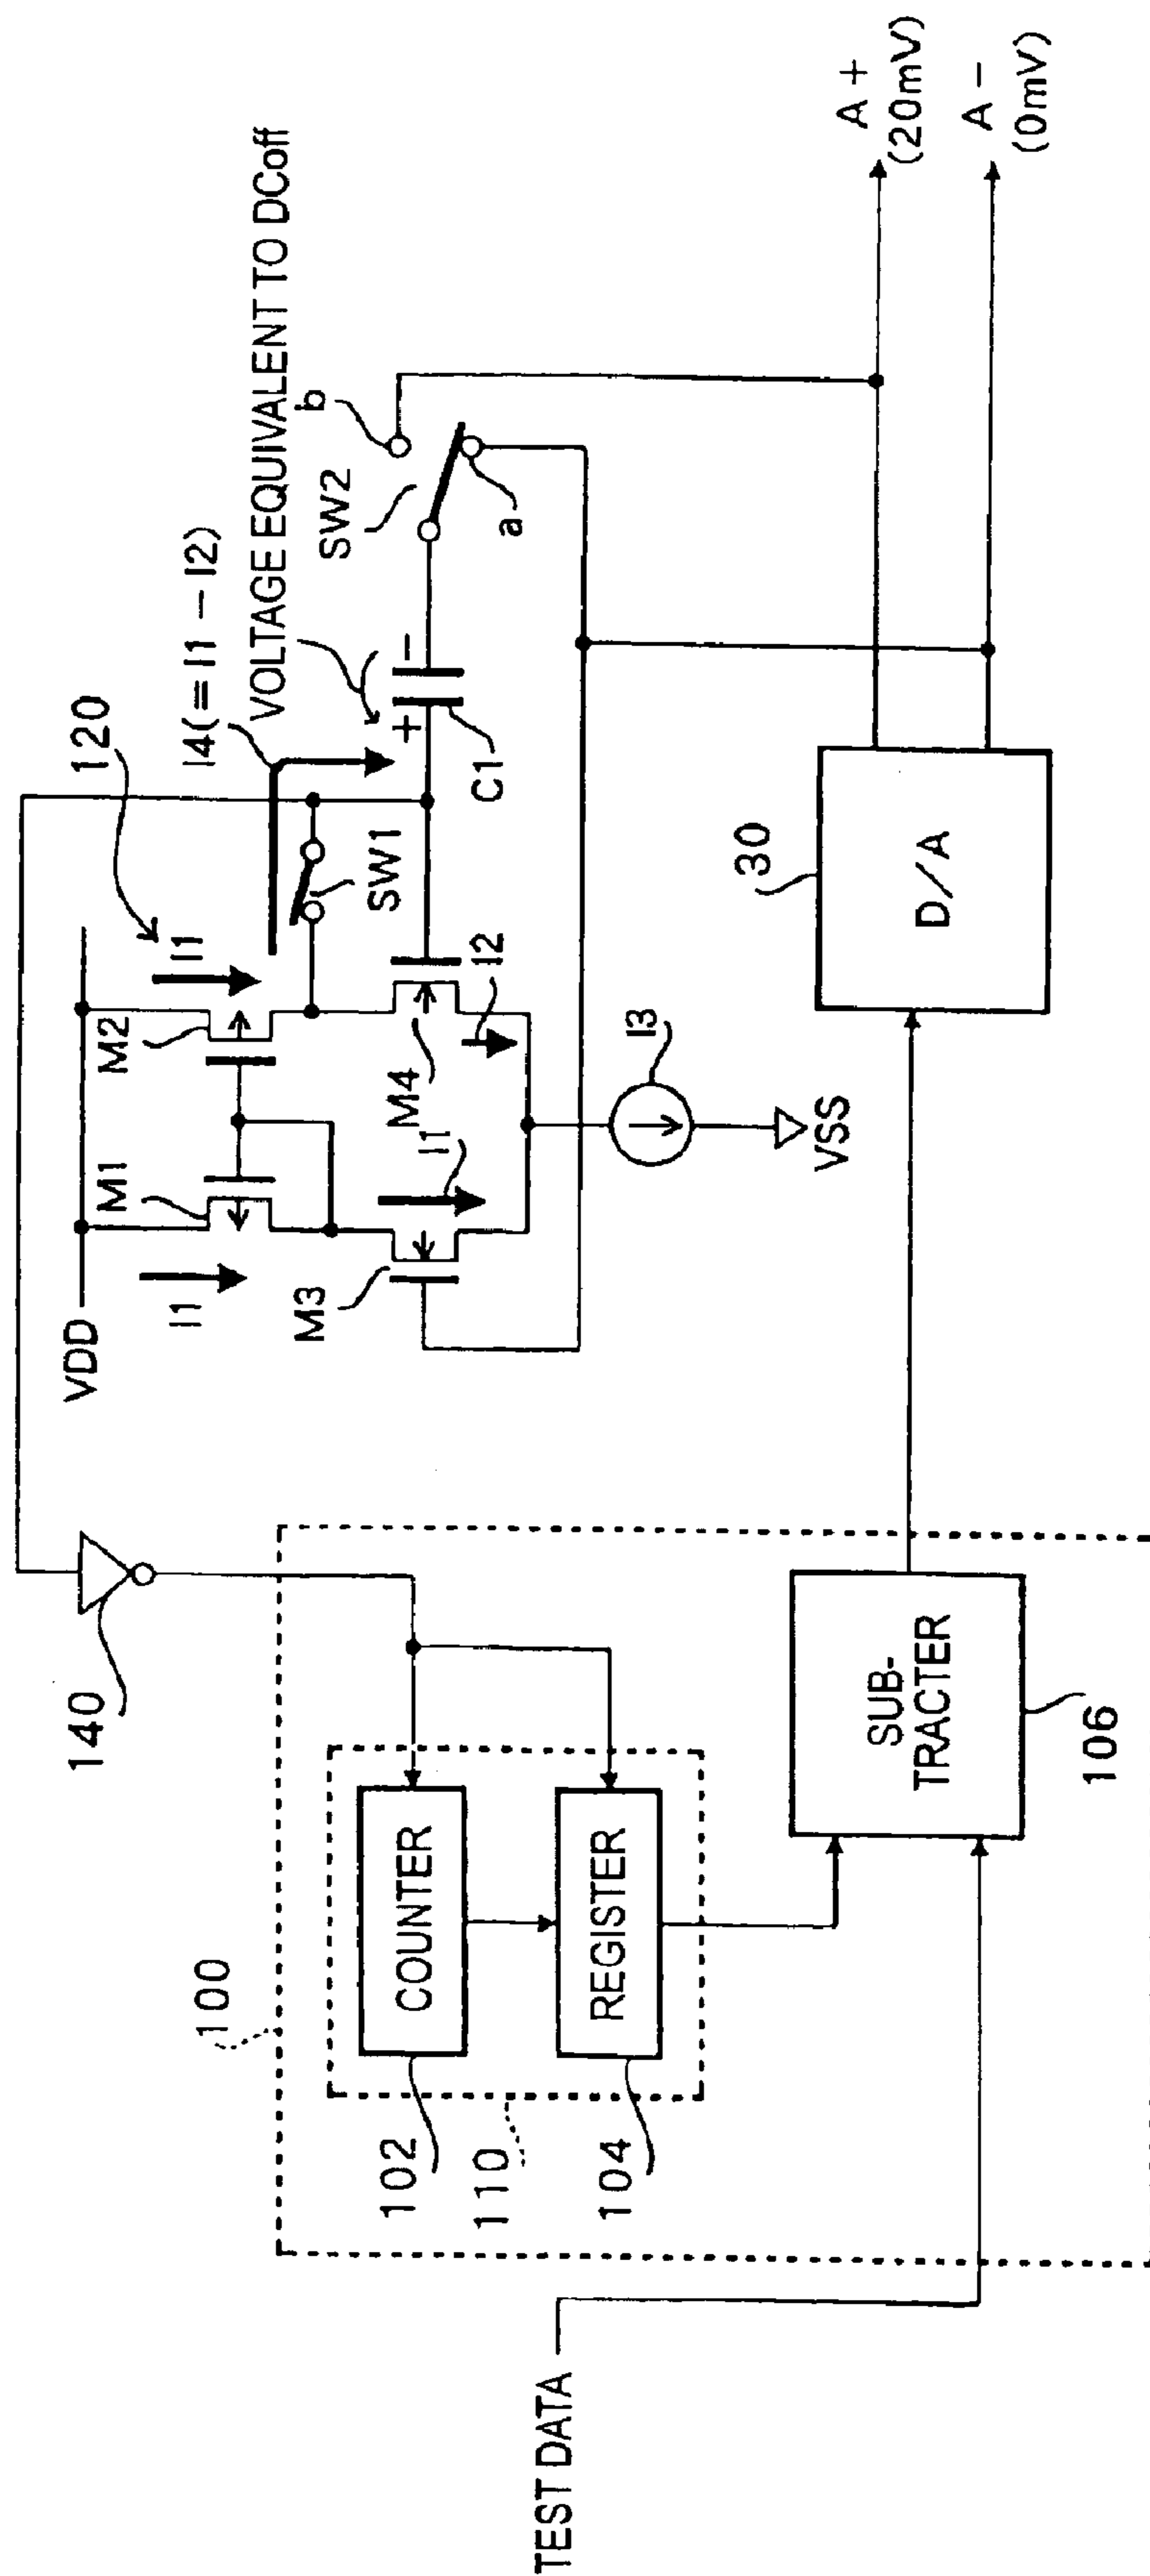 120
I4(= I1 - I2)
VOLTAGE EQUIVALENT TO DCoff
VDD
I1
M1
M2
I1
SW1
+
-
C1
SW2
b
a
M3
I1
M4
I2
I3
VSS
140
100
102
COUNTER
110
104
REGISTER
TEST DATA
SUB-
TRACTER
106
30
D/A
A+
(20mV)
A-
(0mV)